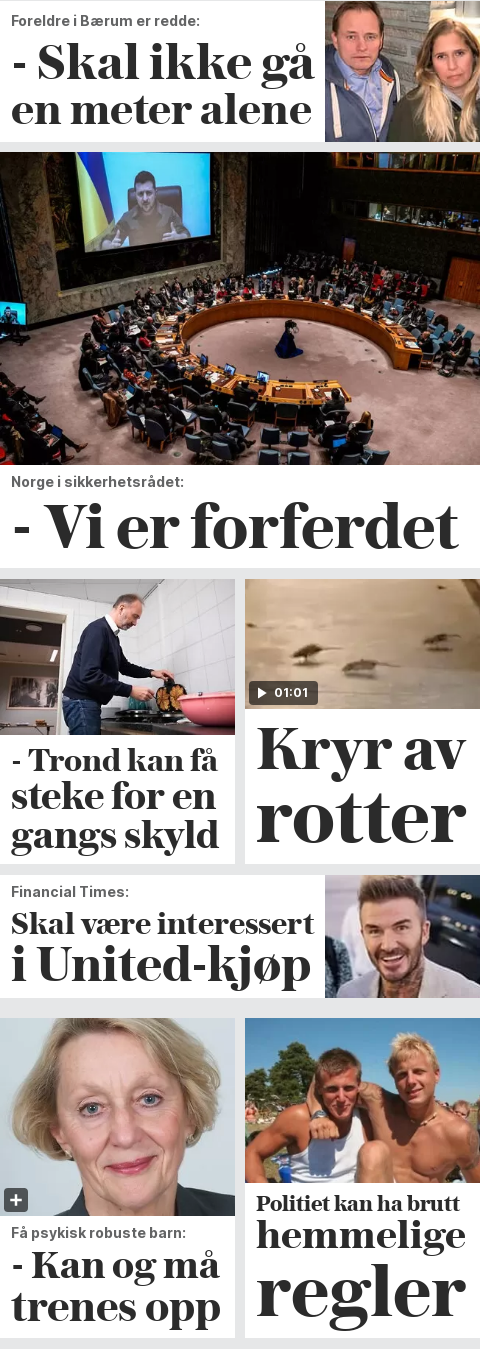 Foreldre i Bærum er redde:
- Skal ikke gå
en meter alene
Norge i sikkerhetsrådet:
- Vi er forferdet
- Trond kan få
steke for en
gangs skyld
01:01
Kryr av
rotter
Financial Times:
Skal være interessert
i United-kjøp
Få psykisk robuste barn:
- Kan og må
trenes opp
Politiet kan ha brutt
hemmelige
regler